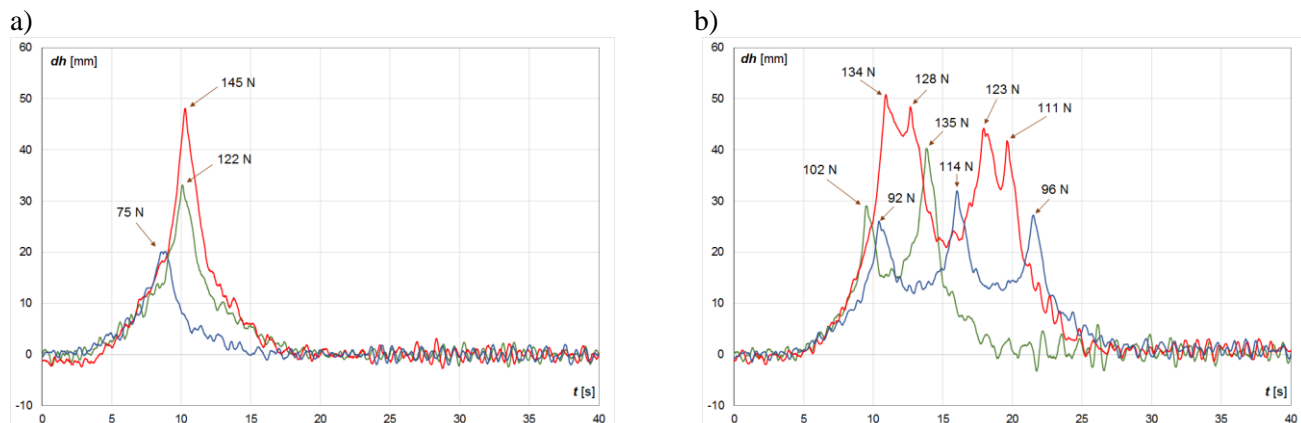 a)
60
dh [mm]
50
145 N
40
122 N
30
75 N
20
10
0
t [s]
-10
0 5 10 15 20 25 30 35 40
b)
60
dh [mm]
134 N
128 N
50
123 N
111 N
135 N
40
102 N
114 N
92 N
96 N
30
20
10
0
t [s]
-10
0 5 10 15 20 25 30 35 40